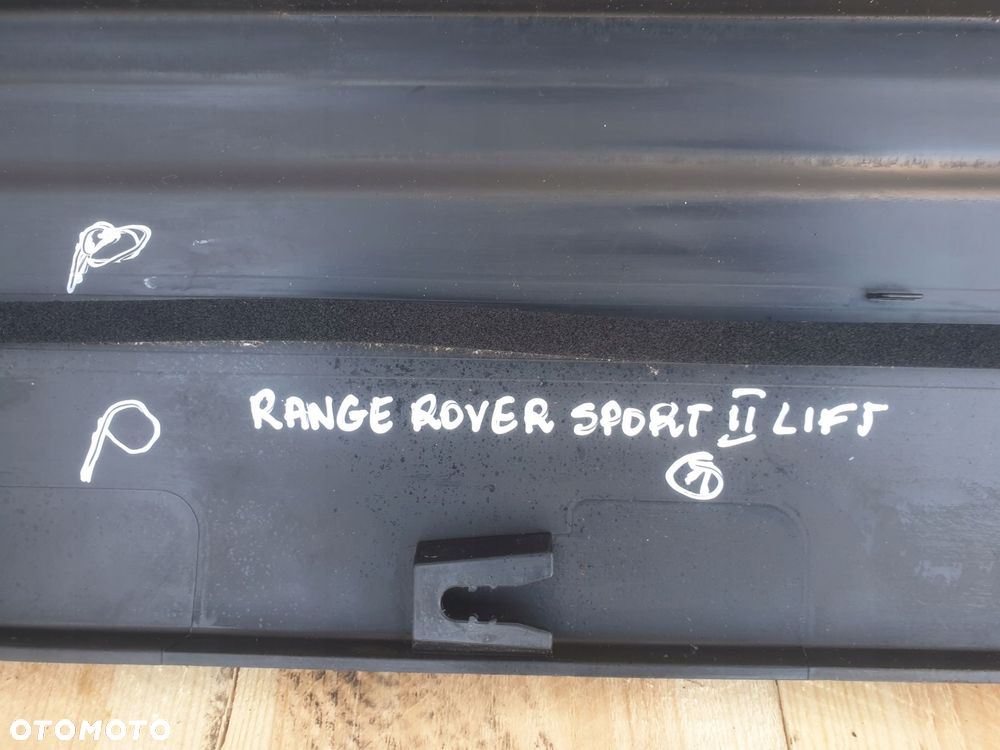 P
P
RANGE ROVER SPORT II LIFT
OTOMOTO